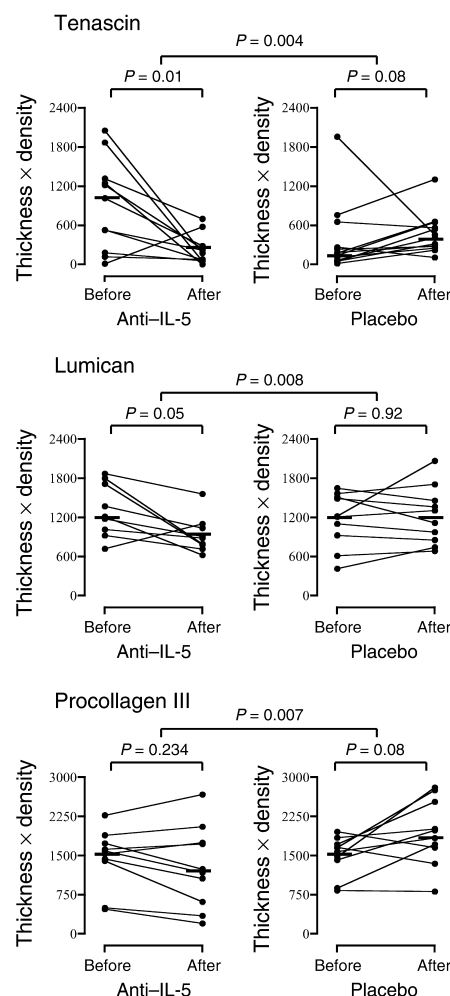 Tenascin
P = 0.004
P = 0.01
P = 0.08
Thickness × density
2400
1800
1200
600
0
Before
After
Anti–IL-5
Thickness × density
2400
1800
1200
600
0
Before
After
Placebo
Lumican
P = 0.008
P = 0.05
P = 0.92
Thickness × density
2400
1800
1200
600
0
Before
After
Anti–IL-5
Thickness × density
2400
1800
1200
600
0
Before
After
Placebo
Procollagen III
P = 0.007
P = 0.234
P = 0.08
Thickness × density
3000
2250
1500
750
0
Before
After
Anti–IL-5
Thickness × density
3000
2250
1500
750
0
Before
After
Placebo